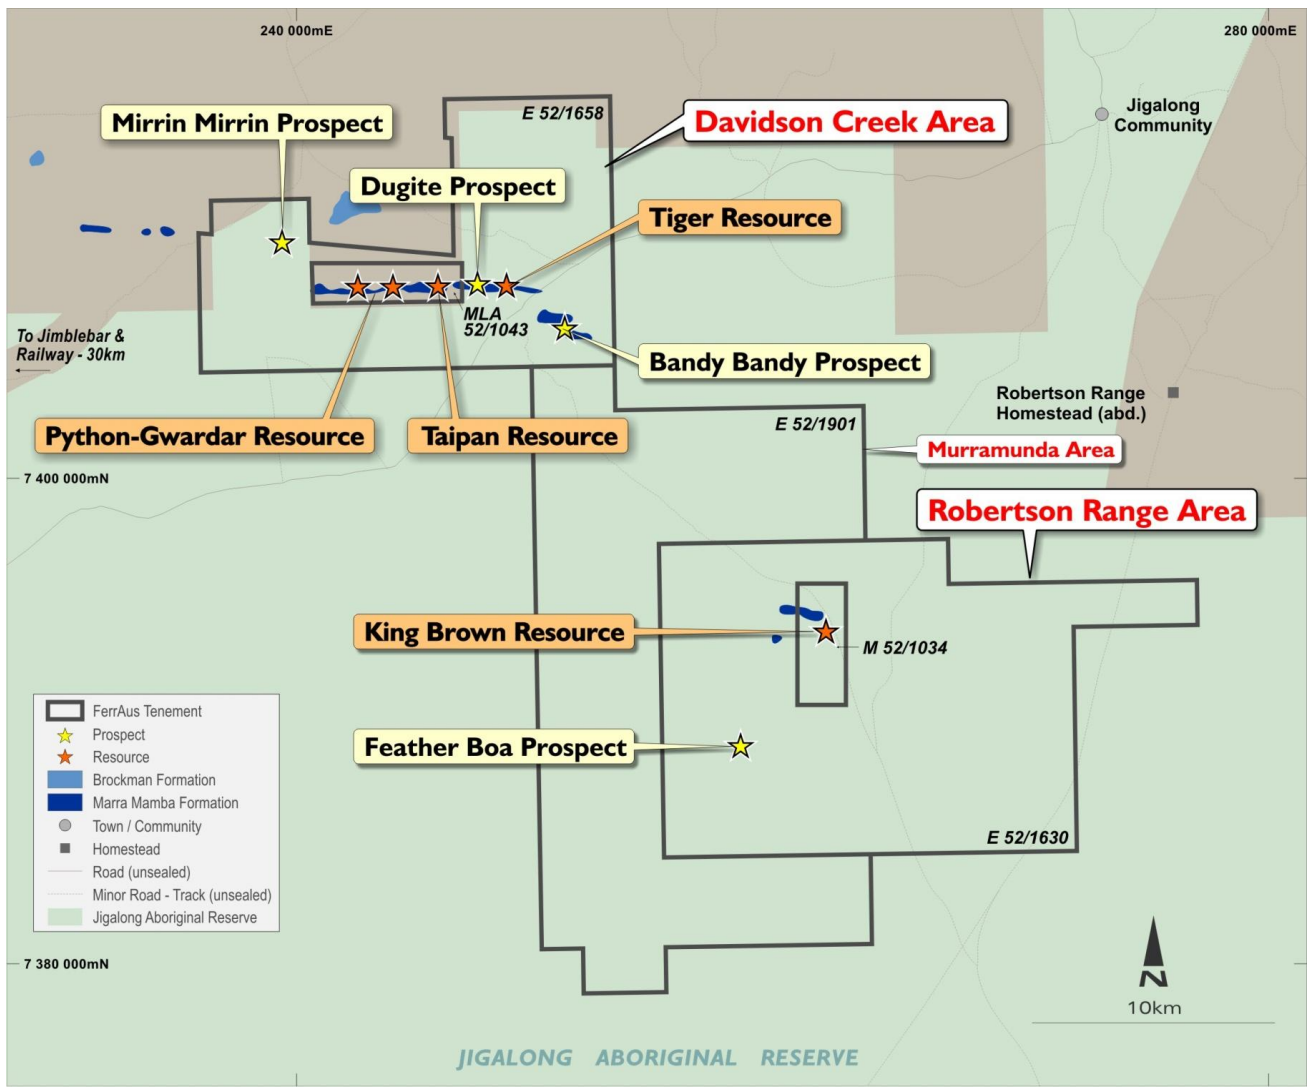 240 000mE
280 000mE
E 52/1658
Davidson Creek Area
Jigalong
Community
Mirrin Mirrin Prospect
Dugite Prospect
Tiger Resource
MLA
52/1043
To Jimblebar &
Railway - 30km
Bandy Bandy Prospect
Robertson Range
Homestead (abd.)
Python-Gwardar Resource
Taipan Resource
E 52/1901
Murramunda Area
7 400 000mN
Robertson Range Area
King Brown Resource
M 52/1034
Feather Boa Prospect
FerrAus Tenement
Prospect
Resource
Brockman Formation
Marra Mamba Formation
Town / Community
Homestead
Road (unsealed)
Minor Road - Track (unsealed)
Jigalong Aboriginal Reserve
E 52/1630
7 380 000mN
N
10km
JIGALONG ABORIGINAL RESERVE